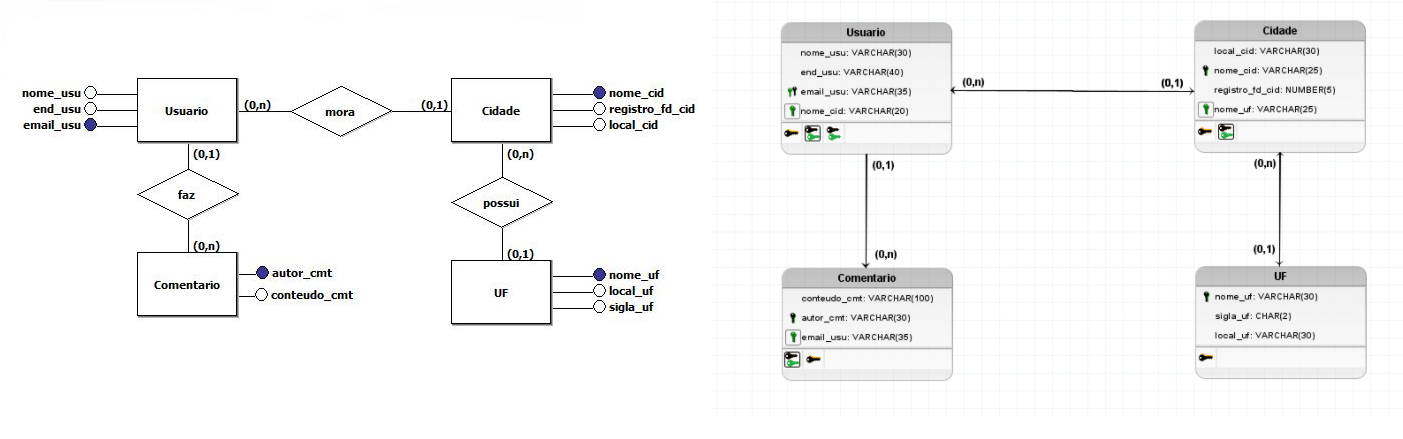 nome_usu
end_usu
email_usu
Usuario
(0,n)
mora
(0,1)
Cidade
nome_cid
registro_fd_cid
local_cid
(0,1)
faz
(0,n)
Comentario
autor_cmt
conteudo_cmt
(0,n)
possui
(0,1)
UF
nome_uf
local_uf
sigla_uf
Usuario
nome_usu: VARCHAR(30)
end_usu: VARCHAR(40)
email_usu: VARCHAR(35)
nome_cid: VARCHAR(20)
(0,n)
(0,1)
Cidade
local_cid: VARCHAR(30)
nome_cid: VARCHAR(25)
registro_fd_cid: NUMBER(5)
nome_uf: VARCHAR(25)
(0,1)
(0,n)
Comentario
conteudo_cmt: VARCHAR(100)
autor_cmt: VARCHAR(30)
email_usu: VARCHAR(35)
(0,n)
(0,1)
UF
nome_uf: VARCHAR(30)
sigla_uf: CHAR(2)
local_uf: VARCHAR(30)